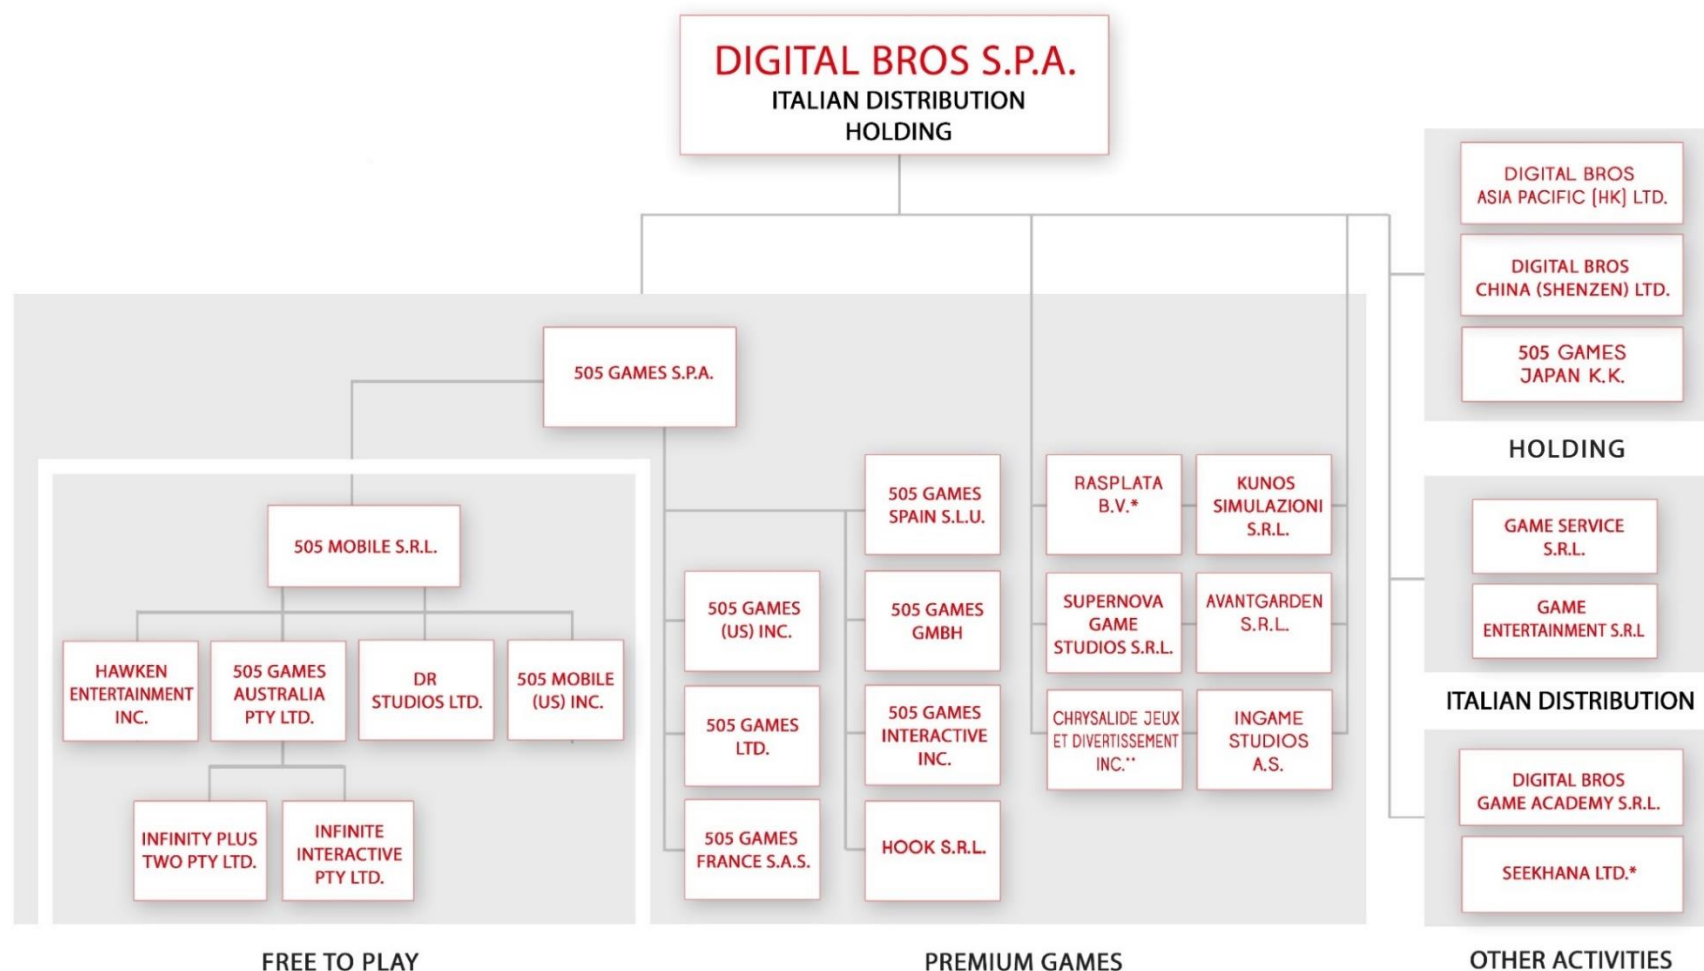 DIGITAL BROS S.P.A.
ITALIAN DISTRIBUTION
HOLDING
DIGITAL BROS
ASIA PACIFIC (HK) LTD.
DIGITAL BROS
CHINA (SHENZEN) LTD.
505 GAMES
JAPAN K.K.
HOLDING
505 GAMES S.P.A.
505 MOBILE S.R.L.
HAWKEN
ENTERTAINMENT
INC.
505 GAMES
AUSTRALIA
PTY LTD.
DR
STUDIOS LTD.
505 MOBILE
(US) INC.
INFINITY PLUS
TWO PTY LTD.
INFINITE
INTERACTIVE
PTY LTD.
FREE TO PLAY
505 GAMES
(US) INC.
505 GAMES
LTD.
505 GAMES
FRANCE S.A.S.
505 GAMES
SPAIN S.L.U.
505 GAMES
GMBH
505 GAMES
INTERACTIVE
INC.
HOOK S.R.L.
RASPLATA
B.V.*
KUNOS
SIMULAZIONI
S.R.L.
SUPERNOVA
GAME
STUDIOS S.R.L.
AVANTGARDEN
S.R.L.
CHRYSALIDE JEUX
ET DIVERTISSEMENT
INC.**
INGAME
STUDIOS
A.S.
PREMIUM GAMES
GAME SERVICE
S.R.L.
GAME
ENTERTAINMENT S.R.L
ITALIAN DISTRIBUTION
DIGITAL BROS
GAME ACADEMY S.R.L.
SEEKHANA LTD.*
OTHER ACTIVITIES